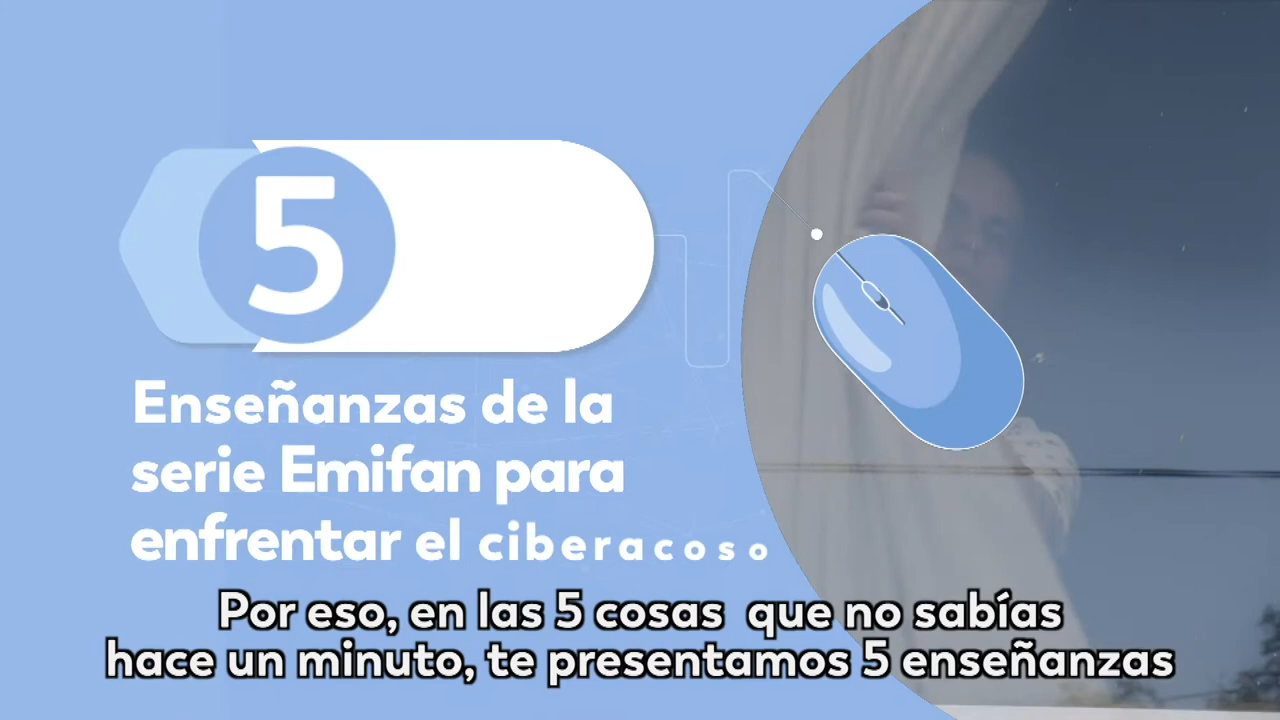 5
Enseñanzas de la
serie Emifan para
enfrentar el ciberacoso
Por eso, en las 5 cosas que no sabías
hace un minuto, te presentamos 5 enseñanzas